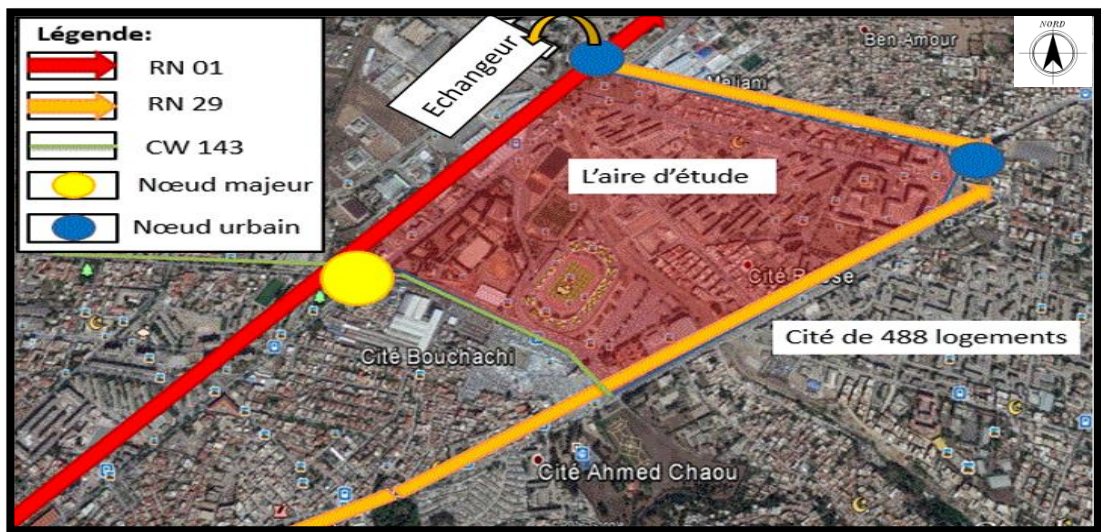 Légende:
RN 01
RN 29
CW 143
Nœud majeur
Nœud urbain
Echangeur
Ben Amour
NORD
L'aire d'étude
Cité de 488 logements
Cité Bouchachi
Cité Ahmed Chaou